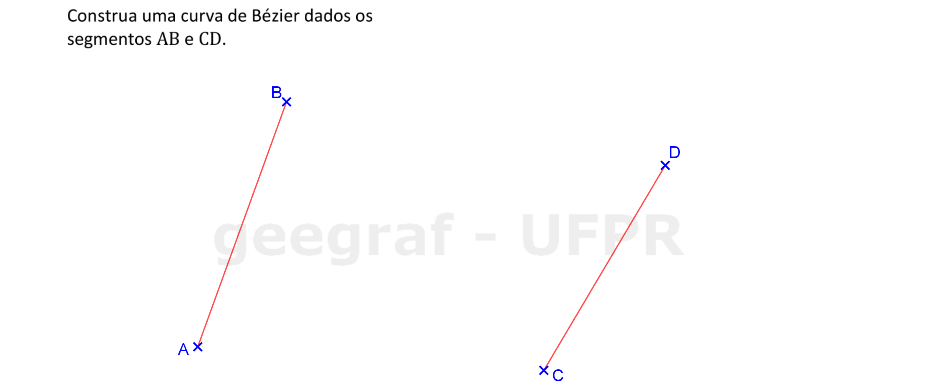 Construa uma curva de Bézier dados os
segmentos AB e CD.
B
D
geegraf - UFPR
A
C